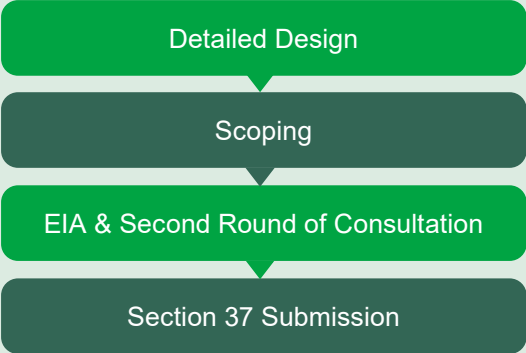 Detailed Design
Scoping
EIA & Second Round of Consultation
Section 37 Submission